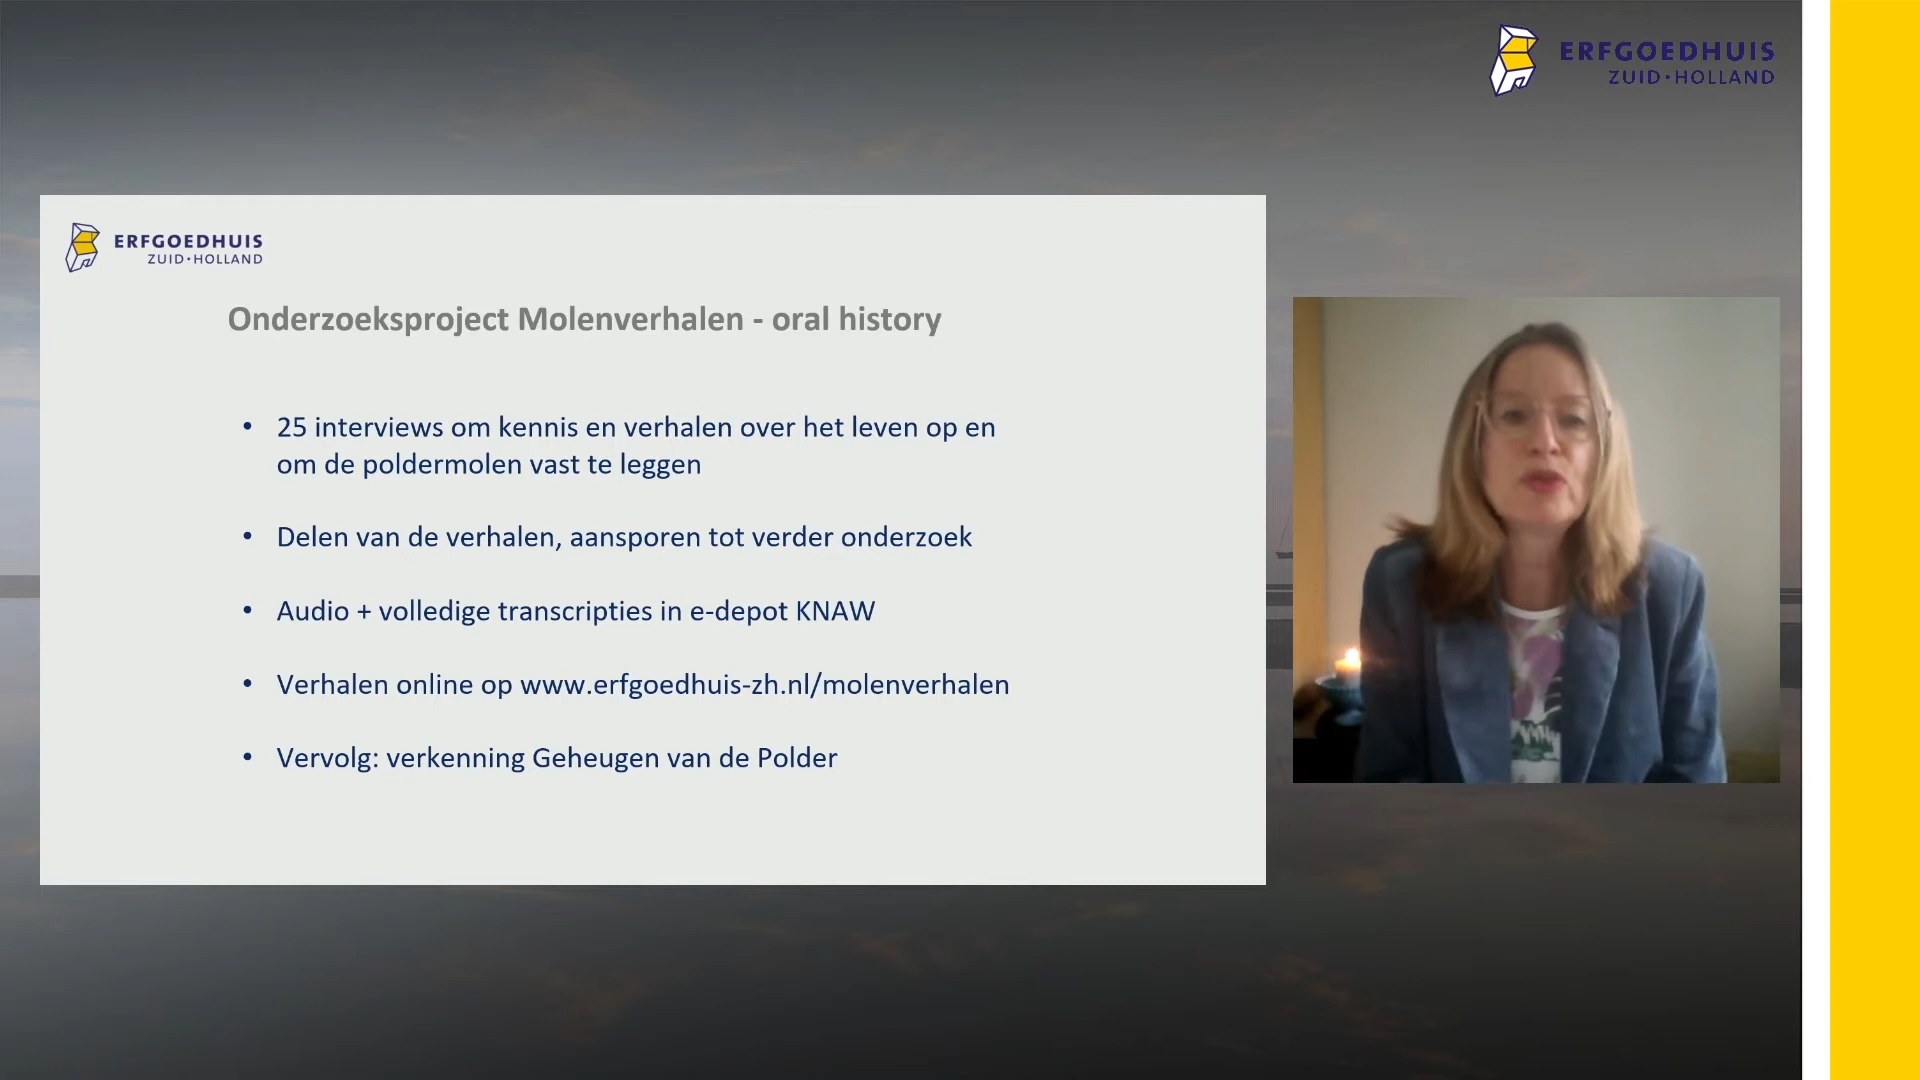 ERFGOEDHUIS
ZUID•HOLLAND
ERFGOEDHUIS
ZUID•HOLLAND
Onderzoeksproject Molenverhalen - oral history
• 25 interviews om kennis en verhalen over het leven op en
om de poldermolen vast te leggen
• Delen van de verhalen, aansporen tot verder onderzoek
• Audio + volledige transcripties in e-depot KNAW
• Verhalen online op www.erfgoedhuis-zh.nl/molenverhalen
• Vervolg: verkenning Geheugen van de Polder